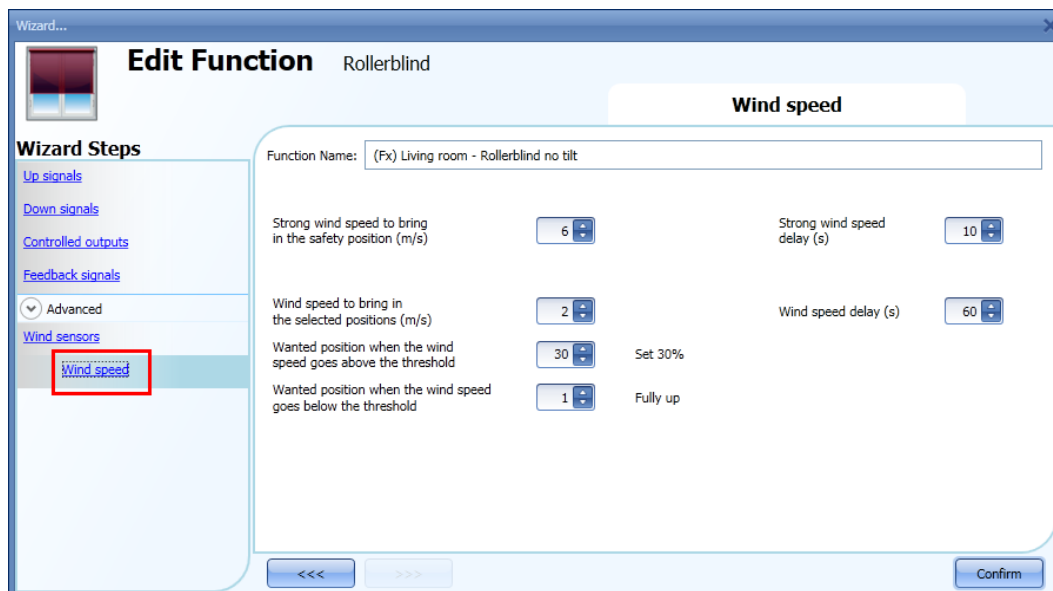 Wizard...
Edit Function Rollerblind
Wind speed
Wizard Steps
Up signals
Down signals
Controlled outputs
Feedback signals
Advanced
Wind sensors
Wind speed
Function Name: (Fx) Living room - Rollerblind no tilt
Strong wind speed to bring
in the safety position (m/s)
6
Strong wind speed
delay (s)
10
Wind speed to bring in
the selected positions (m/s)
2
Wind speed delay (s)
60
Wanted position when the wind
speed goes above the threshold
30
Set 30%
Wanted position when the wind speed
goes below the threshold
1
Fully up
<<<
>>>
Confirm